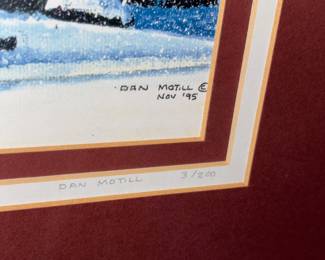 DAN MOTILL ©
NOV '95
DAN MOTILL 3/200